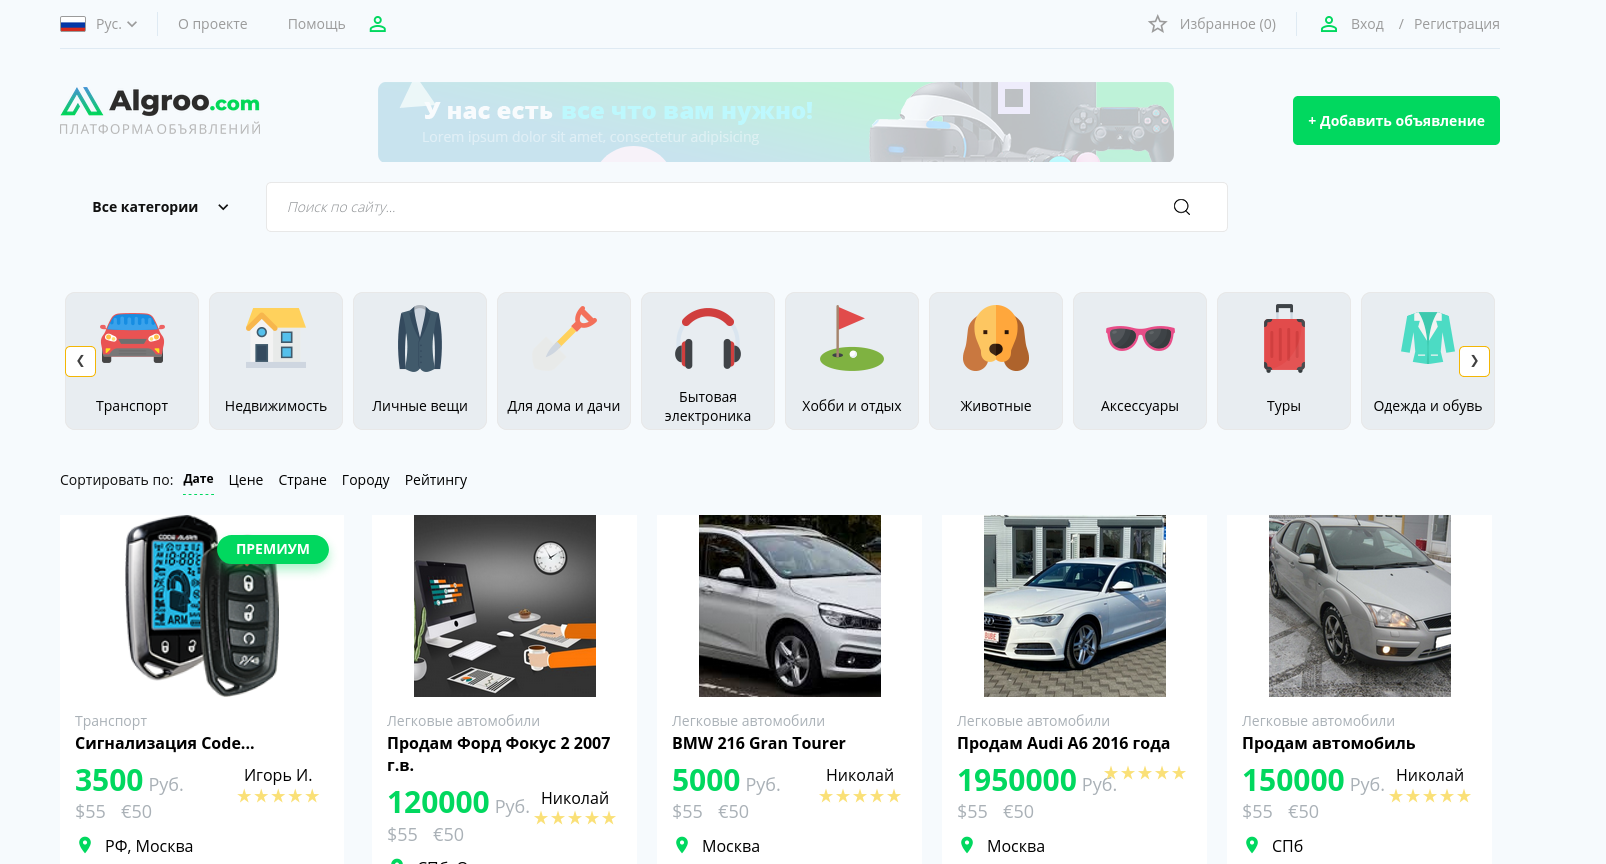 Рус.
О проекте
Помощь
Избранное (0)
Вход / Регистрация
Algroo.com
ПЛАТФОРМА ОБЪЯВЛЕНИЙ
У нас есть все что вам нужно!
Lorem ipsum dolor sit amet, consectetur adipisicing
+ Добавить объявление
Все категории
Поиск по сайту...
Транспорт
Недвижимость
Личные вещи
Для дома и дачи
Бытовая
электроника
Хобби и отдых
Животные
Аксессуары
Туры
Одежда и обувь
Сортировать по: Дате Цене Стране Городу Рейтингу
CODE ALARM
ARM
ПРЕМИУМ
Транспорт
Сигнализация Code...
3500 Руб.
Игорь И.
$55 €50
РФ, Москва
Легковые автомобили
Продам Форд Фокус 2 2007
г.в.
120000 Руб.
Николай
$55 €50
Легковые автомобили
BMW 216 Gran Tourer
5000 Руб.
Николай
$55 €50
Москва
Легковые автомобили
Продам Audi A6 2016 года
1950000 Руб.
$55 €50
Москва
Легковые автомобили
Продам автомобиль
150000 Руб.
Николай
$55 €50
СПб